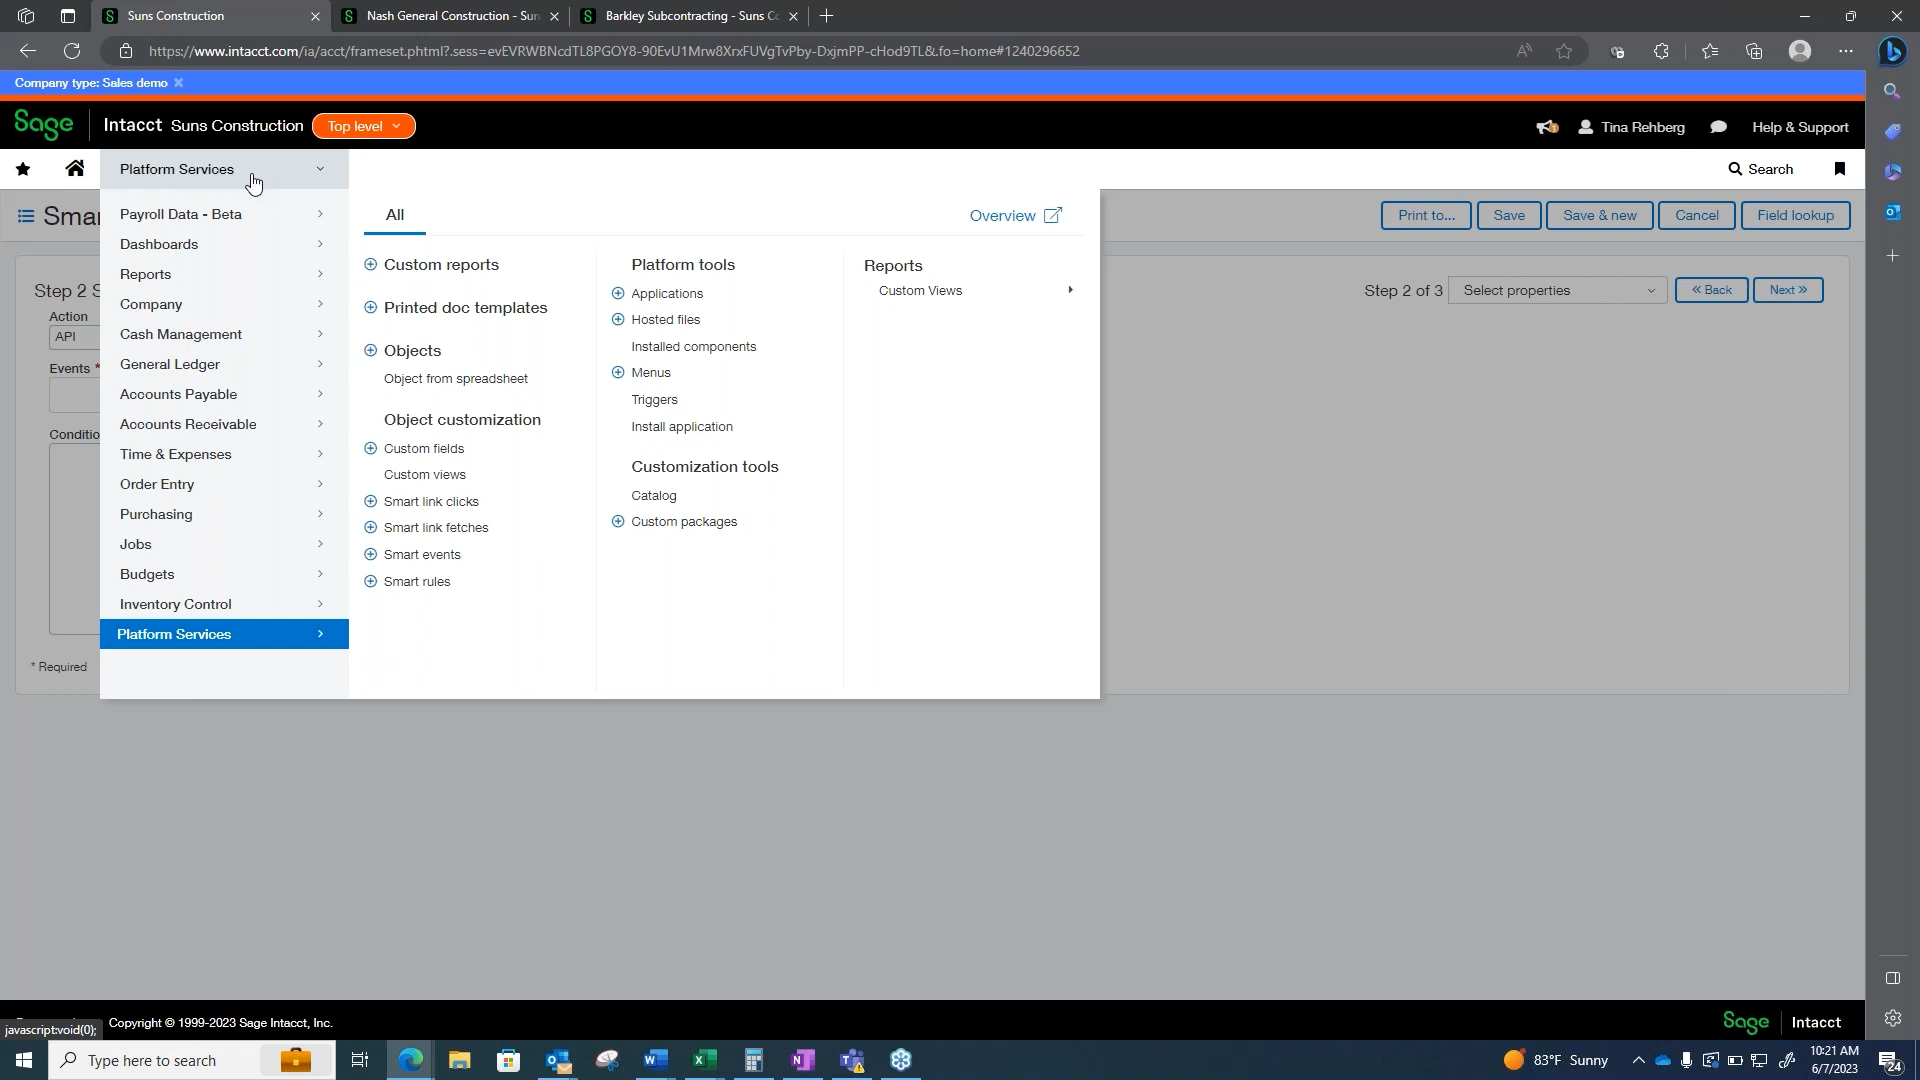 Suns Construction
Nash General Construction - Sun
Barkley Subcontracting - Suns Co
https://www.intacct.com/ia/acct/frameset.phtml?.sess=evEVRWBNcdTL8PGOY8-90EvU1Mrw8XrxFUVgTvPby-DxjmPP-cHod9TL&.fo=home#1240296652
Company type: Sales demo
Sage Intacct Suns Construction Top level
Tina Rehberg
Help & Support
Platform Services
Search
Smar
Print to...
Save
Save & new
Cancel
Field lookup
Step 2 S
Action
API
Events *
Conditio
* Required
Step 2 of 3
Select properties
« Back
Next »
Payroll Data - Beta
Dashboards
Reports
Company
Cash Management
General Ledger
Accounts Payable
Accounts Receivable
Time & Expenses
Order Entry
Purchasing
Jobs
Budgets
Inventory Control
Platform Services
All
Overview
Custom reports
Printed doc templates
Objects
Object from spreadsheet
Object customization
Custom fields
Custom views
Smart link clicks
Smart link fetches
Smart events
Smart rules
Platform tools
Applications
Hosted files
Installed components
Menus
Triggers
Install application
Customization tools
Catalog
Custom packages
Reports
Custom Views
javascript:void(0);
Copyright © 1999-2023 Sage Intacct, Inc.
Sage Intacct
Type here to search
83°F Sunny
10:21 AM
6/7/2023
24